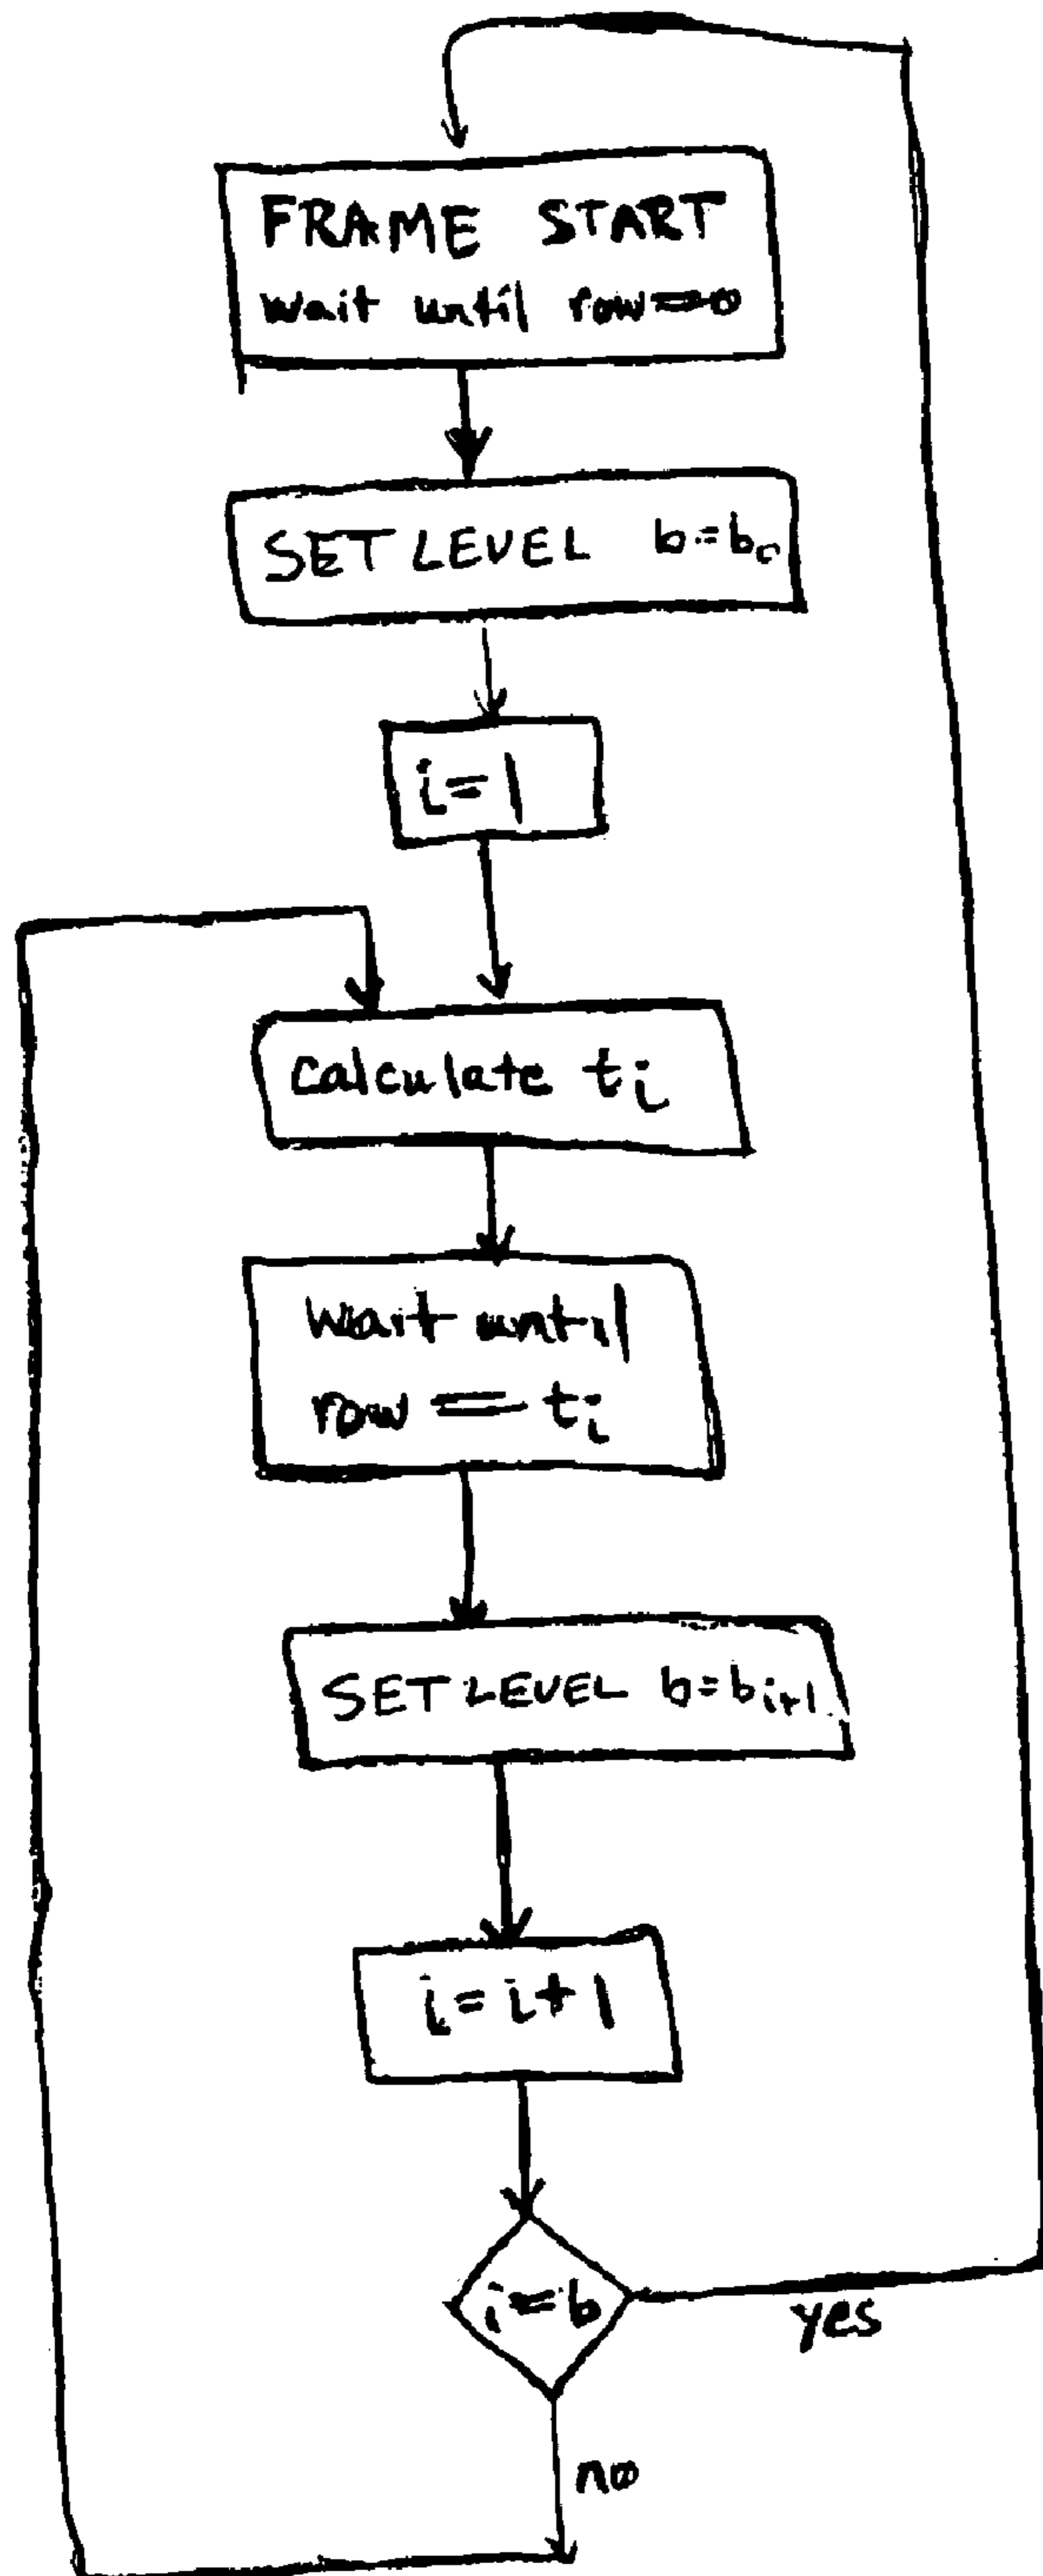 FRAME START
wait until row==0
SET LEVEL b=b₀
i=1
calculate tᵢ
wait until
row == tᵢ
SET LEVEL b=bᵢ₊₁
i=i+1
i==b
yes
no